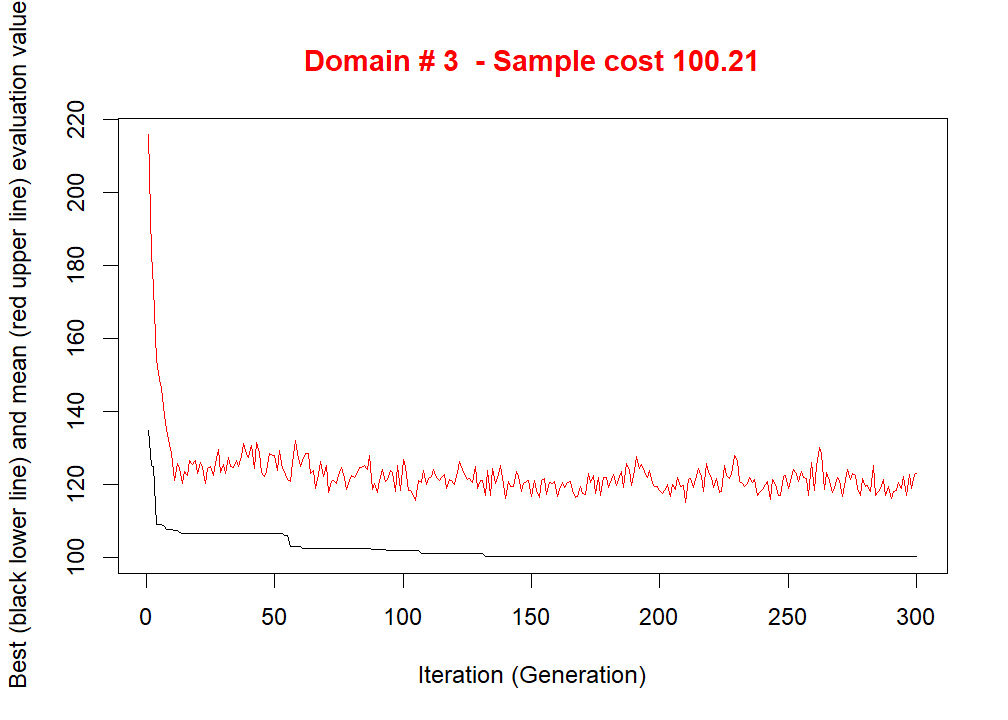 Domain # 3  - Sample cost 100.21
Best (black lower line) and mean (red upper line) evaluation value
220
200
180
160
140
120
100
0 50 100 150 200 250 300
Iteration (Generation)